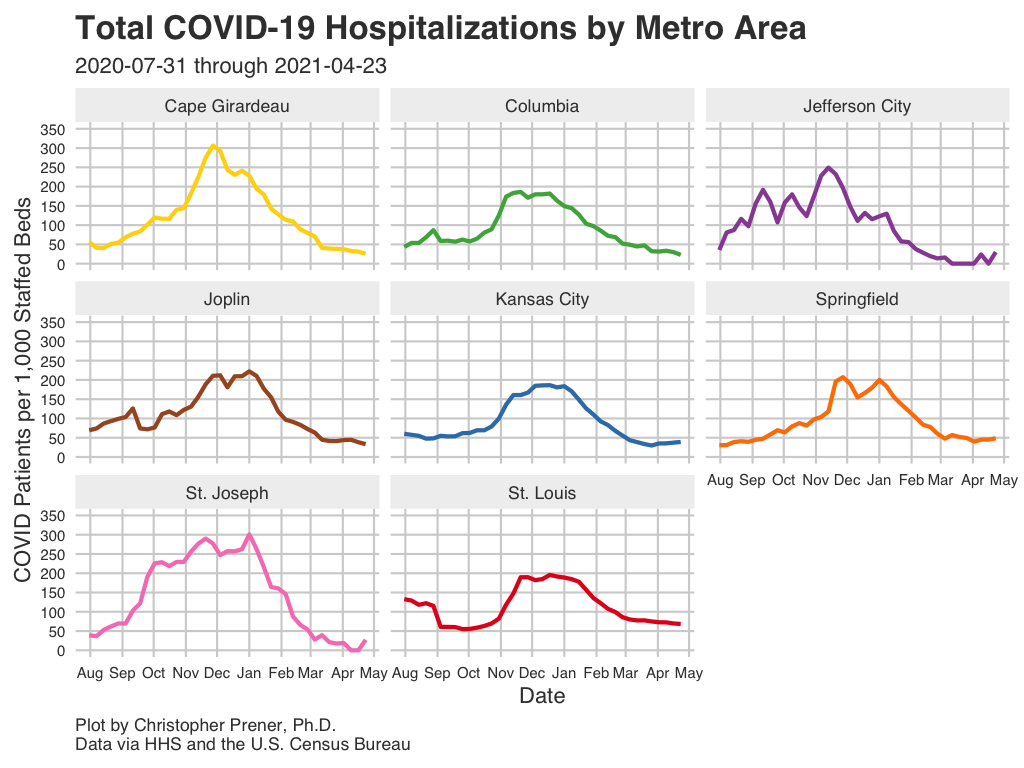 Total COVID-19 Hospitalizations by Metro Area
2020-07-31 through 2021-04-23
Cape Girardeau
Columbia
Jefferson City
350
300
250
200
150
100
50
0
Joplin
Kansas City
Springfield
350
300
250
200
150
100
50
0
Aug Sep Oct Nov Dec Jan Feb Mar Apr May
St. Joseph
St. Louis
350
300
250
200
150
100
50
0
Aug Sep Oct Nov Dec Jan Feb Mar Apr May
Aug Sep Oct Nov Dec Jan Feb Mar Apr May
COVID Patients per 1,000 Staffed Beds
Date
Plot by Christopher Prener, Ph.D.
Data via HHS and the U.S. Census Bureau